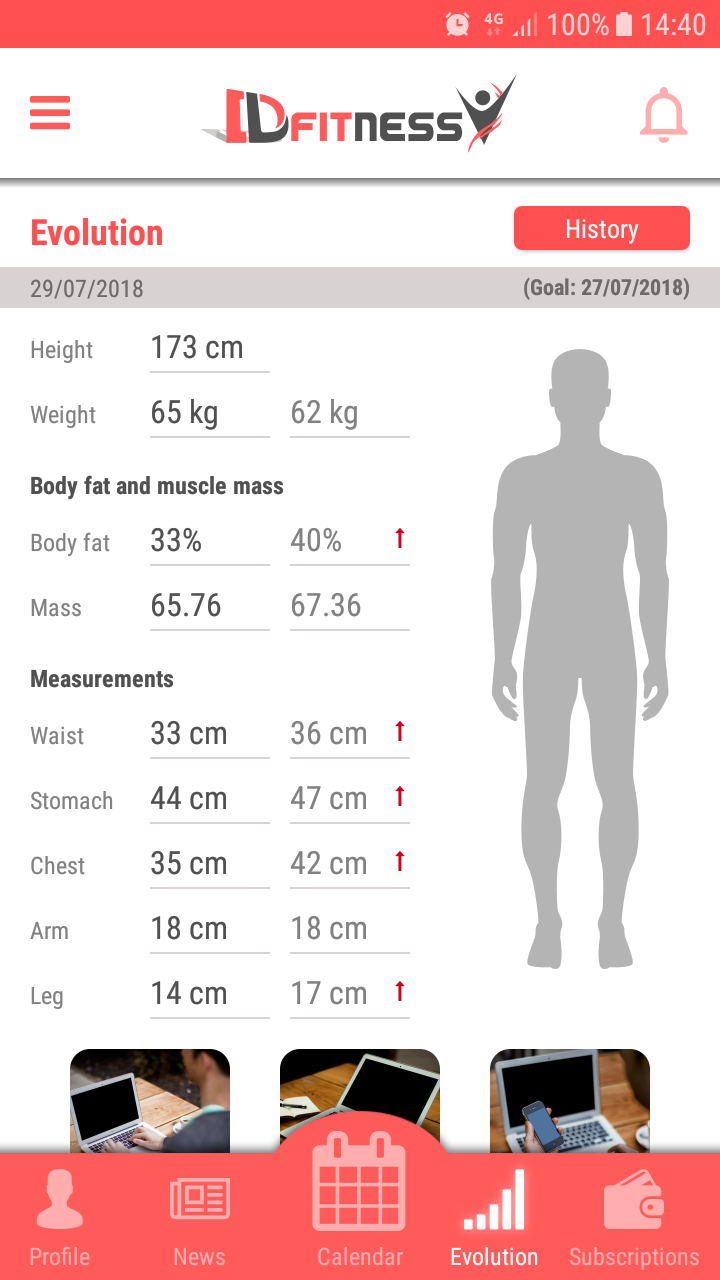 4G 100% 14:40
IDFITNESS
Evolution History
29/07/2018 (Goal: 27/07/2018)
Height 173 cm
Weight 65 kg 62 kg
Body fat and muscle mass
Body fat 33% 40% ↑
Mass 65.76 67.36
Measurements
Waist 33 cm 36 cm ↑
Stomach 44 cm 47 cm ↑
Chest 35 cm 42 cm ↑
Arm 18 cm 18 cm
Leg 14 cm 17 cm ↑
Profile News Calendar Evolution Subscriptions